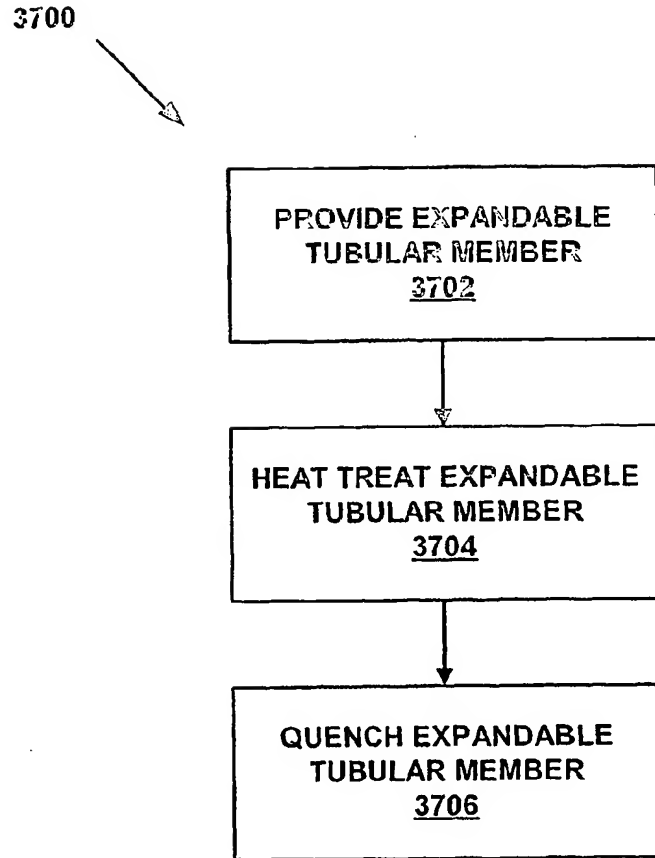 3700
PROVIDE EXPANDABLE
TUBULAR MEMBER
3702
HEAT TREAT EXPANDABLE
TUBULAR MEMBER
3704
QUENCH EXPANDABLE
TUBULAR MEMBER
3706